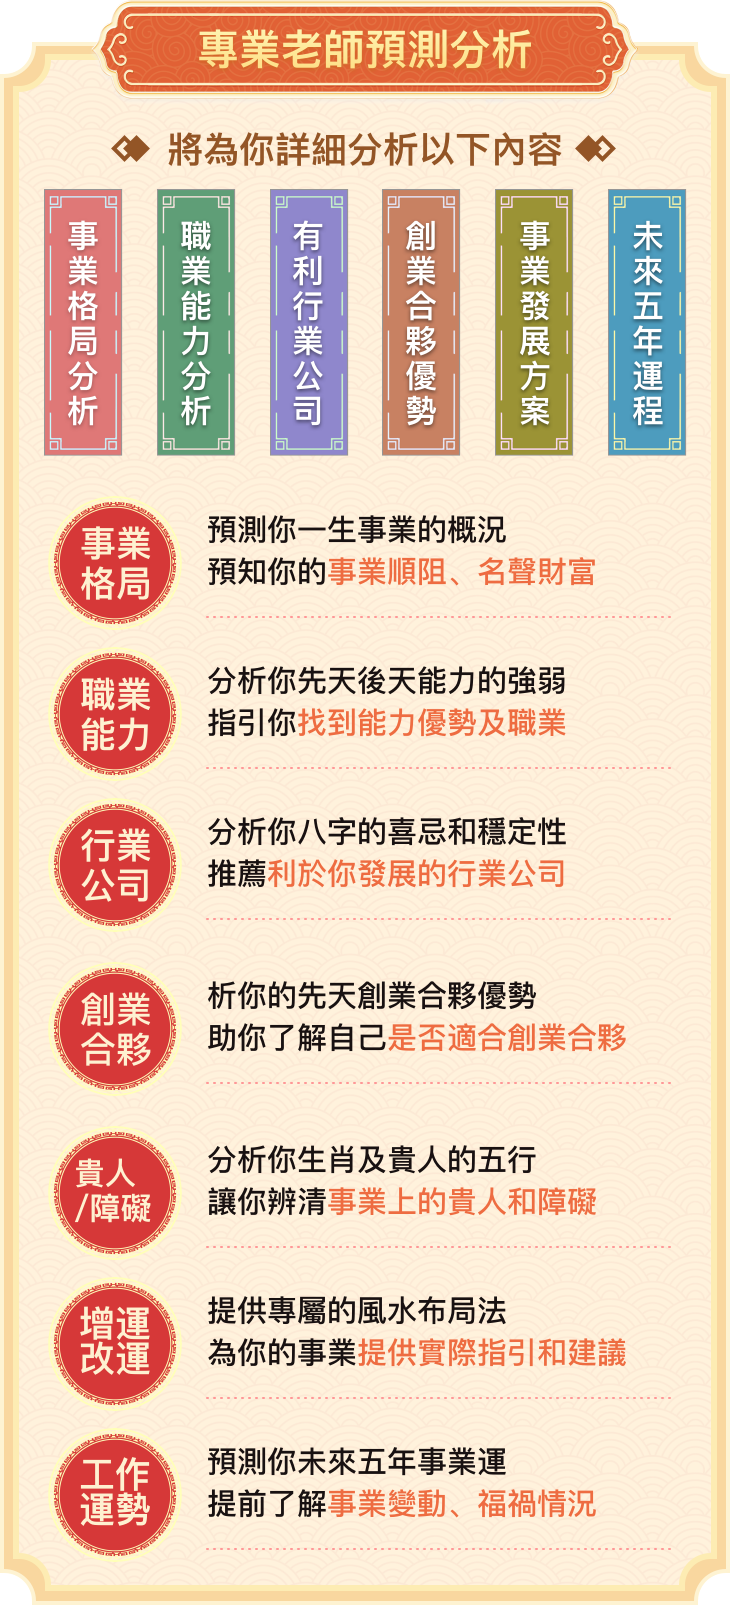 專業老師預測分析
將為你詳細分析以下內容
事業格局分析
職業能力分析
有利行業公司
創業合夥優勢
事業發展方案
未來五年運程
事業
格局
預測你一生事業的概況
預知你的事業順阻、名聲財富
職業
能力
分析你先天後天能力的強弱
指引你找到能力優勢及職業
行業
公司
分析你八字的喜忌和穩定性
推薦利於你發展的行業公司
創業
合夥
析你的先天創業合夥優勢
助你了解自己是否適合創業合夥
貴人
/障礙
分析你生肖及貴人的五行
讓你辨清事業上的貴人和障礙
增運
改運
提供專屬的風水布局法
為你的事業提供實際指引和建議
工作
運勢
預測你未來五年事業運
提前了解事業變動、福禍情況